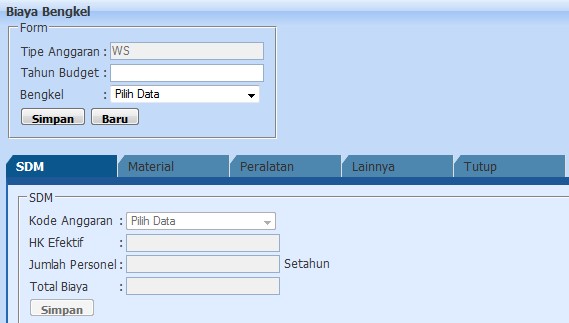 Biaya Bengkel
Form
Tipe Anggaran : WS
Tahun Budget :
Bengkel : Pilih Data
Simpan Baru
SDM Material Peralatan Lainnya Tutup
SDM
Kode Anggaran : Pilih Data
HK Efektif :
Jumlah Personel : Setahun
Total Biaya :
Simpan